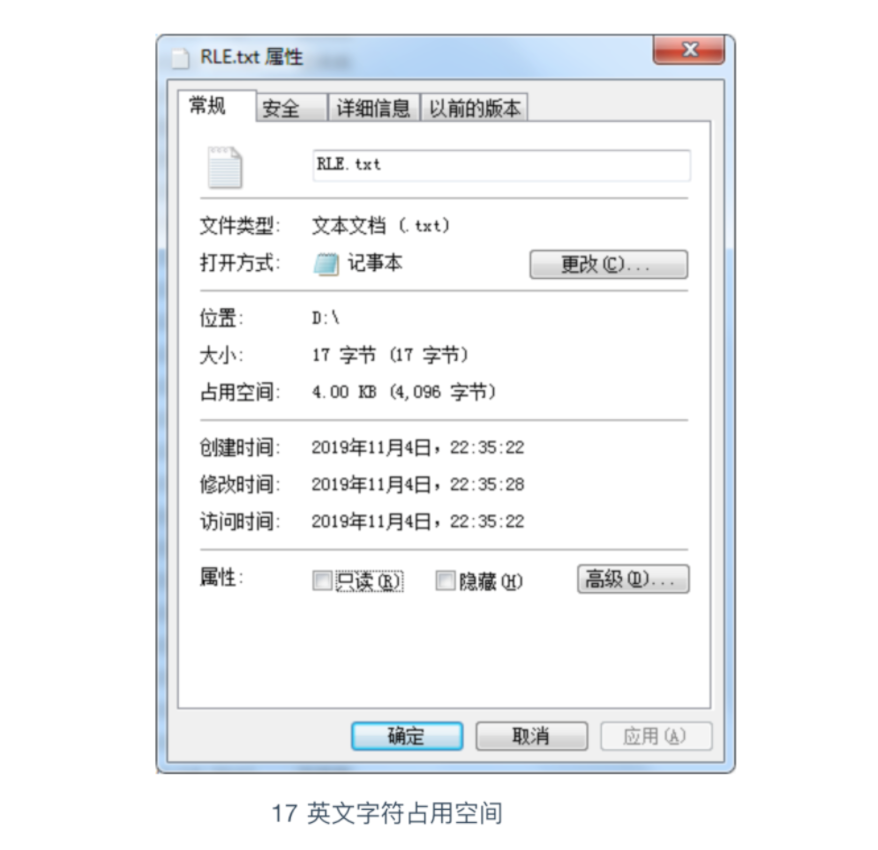 RLE.txt 属性
常规 安全 详细信息 以前的版本
RLE.txt
文件类型: 文本文档 (.txt)
打开方式: 记事本 更改(C)...
位置: D:\
大小: 17 字节 (17 字节)
占用空间: 4.00 KB (4,096 字节)
创建时间: 2019年11月4日，22:35:22
修改时间: 2019年11月4日，22:35:28
访问时间: 2019年11月4日，22:35:22
属性: 只读(R) 隐藏(H) 高级(D)...
确定 取消 应用(A)
17 英文字符占用空间